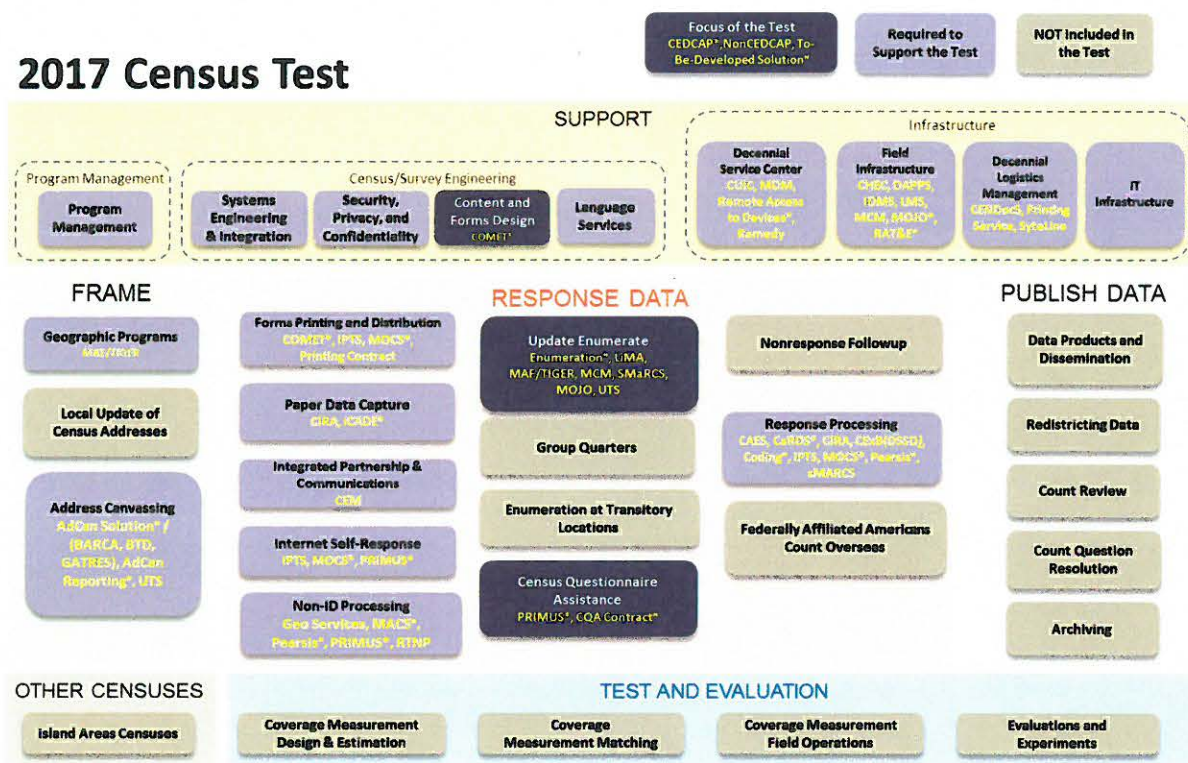 2017 Census Test
Focus of the Test
CEDCAP*, NonCEDCAP, To-
Be-Developed Solution*
Required to
Support the Test
NOT Included in
the Test
SUPPORT
Program Management
Program
Management
Census/Survey Engineering
Systems
Engineering
& Integration
Security,
Privacy, and
Confidentiality
Content and
Forms Design
COMET*
Language
Services
Infrastructure
Decennial
Service Center
CUIC, MDM,
Remote Access
to Devices*,
Remedy
Field
Infrastructure
CHEC, DAPPS,
IDMS, LMS,
MCM, MOJO*,
RAT&E*
Decennial
Logistics
Management
CENDocS, Printing
Service, SyteLine
IT
Infrastructure
FRAME
Geographic Programs
MAF/TIGER
Local Update of
Census Addresses
Address Canvassing
AdCan Solution* /
(BARCA, BTD,
GATRES), AdCan
Reporting*, UTS
RESPONSE DATA
Forms Printing and Distribution
COMET*, IPTS, MOCS*,
Printing Contract
Paper Data Capture
CIRA, iCADE*
Integrated Partnership &
Communications
CEM
Internet Self-Response
IPTS, MOCS*, PRIMUS*
Non-ID Processing
Geo Services, MACS*,
Pearsis*, PRIMUS*, RTNP
Update Enumerate
Enumeration*, LiMA,
MAF/TIGER, MCM, SMaRCS,
MOJO, UTS
Group Quarters
Enumeration at Transitory
Locations
Census Questionnaire
Assistance
PRIMUS*, CQA Contract*
Nonresponse Followup
Response Processing
CAES, CaRDS*, CIRA,
Coding*, IPTS, MOCS*, Pearsis*,
sMARCS
Federally Affiliated Americans
Count Overseas
PUBLISH DATA
Data Products and
Dissemination
Redistricting Data
Count Review
Count Question
Resolution
Archiving
OTHER CENSUSES
Island Areas Censuses
TEST AND EVALUATION
Coverage Measurement
Design & Estimation
Coverage
Measurement Matching
Coverage Measurement
Field Operations
Evaluations and
Experiments